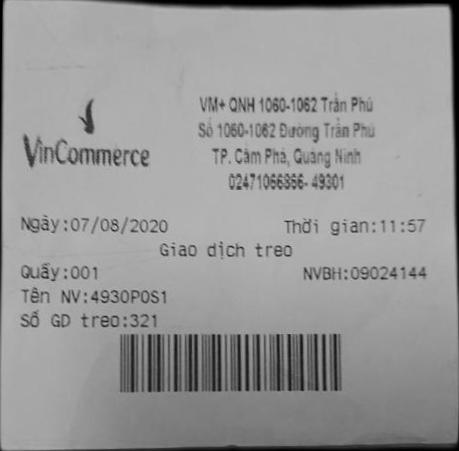 VinCommerce
VM+ QNH 1060-1062 Trần Phú
Số 1060-1062 Đường Trần Phú
TP. Cẩm Phả, Quảng Ninh
02471066866- 49301
Ngày:07/08/2020 Thời gian:11:57
Giao dịch treo
Quầy:001 NVBH:09024144
Tên NV:4930POS1
Số GD treo:321